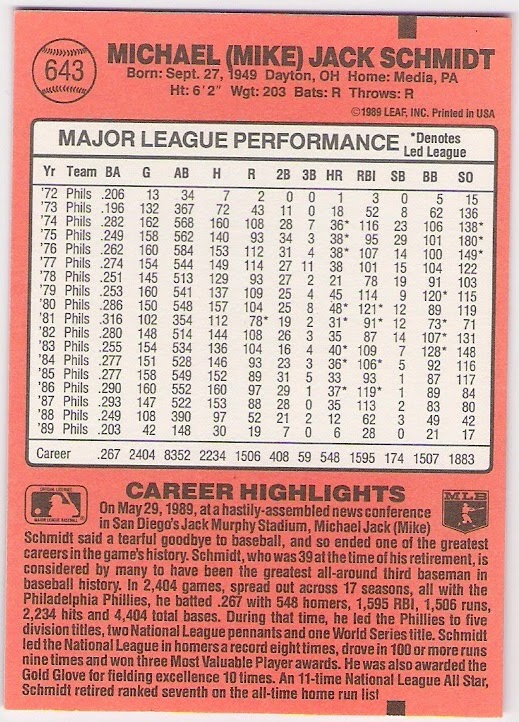 643
MICHAEL (MIKE) JACK SCHMIDT
Born: Sept. 27, 1949 Dayton, OH Home: Media, PA
Ht: 6'2" Wgt: 203 Bats: R Throws: R
©1989 LEAF, INC. Printed in USA
MAJOR LEAGUE PERFORMANCE *Denotes Led League
Yr Team BA G AB H R 2B 3B HR RBI SB BB SO
'72 Phils .206 13 34 7 2 0 0 1 3 0 5 15
'73 Phils .196 132 367 72 43 11 0 18 52 8 62 136
'74 Phils .282 162 568 160 108 28 7 36* 116 23 106 138*
'75 Phils .249 158 562 140 93 34 3 38* 95 29 101 180*
'76 Phils .262 160 584 153 112 31 4 38* 107 14 100 149*
'77 Phils .274 154 544 149 114 27 11 38 101 15 104 122
'78 Phils .251 145 513 129 93 27 2 21 78 19 91 103
'79 Phils .253 160 541 137 109 25 4 45 114 9 120* 115
'80 Phils .286 150 548 157 104 25 8 48* 121* 12 89 119
'81 Phils .316 102 354 112 78* 19 2 31* 91* 12 73* 71
'82 Phils .280 148 514 144 108 26 3 35 87 14 107* 131
'83 Phils .255 154 534 136 104 16 4 40* 109 7 128* 148
'84 Phils .277 151 528 146 93 23 3 36* 106* 5 92 116
'85 Phils .277 158 549 152 89 31 5 33 93 1 87 117
'86 Phils .290 160 552 160 97 29 1 37* 119* 1 89 84
'87 Phils .293 147 522 153 88 28 0 35 113 2 83 80
'88 Phils .249 108 390 97 52 21 2 12 62 3 49 42
'89 Phils .203 42 148 30 19 7 0 6 28 0 21 17
Career .267 2404 8352 2234 1506 408 59 548 1595 174 1507 1883
CAREER HIGHLIGHTS
MLB
On May 29, 1989, at a hastily-assembled news conference
in San Diego's Jack Murphy Stadium, Michael Jack (Mike)
Schmidt said a tearful goodbye to baseball, and so ended one of the greatest
careers in the game's history. Schmidt, who was 39 at the time of his retirement, is
considered by many to have been the greatest all-around third baseman in
baseball history. In 2,404 games, spread out across 17 seasons, all with the
Philadelphia Phillies, he batted .267 with 548 homers, 1,595 RBI, 1,506 runs,
2,234 hits and 4,404 total bases. During that time, he led the Phillies to five
division titles, two National League pennants and one World Series title. Schmidt
led the National League in homers a record eight times, drove in 100 or more runs
nine times and won three Most Valuable Player awards. He was also awarded the
Gold Glove for fielding excellence 10 times. An 11-time National League All Star,
Schmidt retired ranked seventh on the all-time home run list